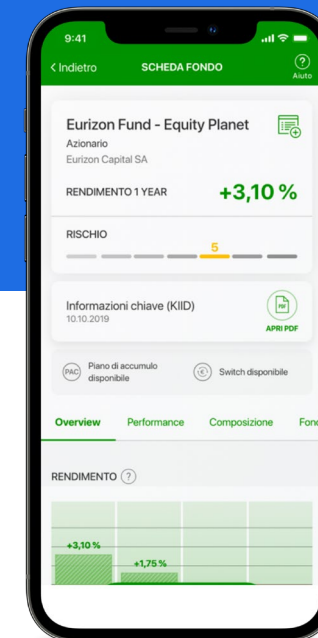 9:41
< Indietro
SCHEDA FONDO
?
Aiuto
Eurizon Fund - Equity Planet
Azionario
Eurizon Capital SA
RENDIMENTO 1 YEAR
+3,10 %
RISCHIO
5
Informazioni chiave (KIID)
10.10.2019
PDF
APRI PDF
PAC
Piano di accumulo
disponibile
€
Switch disponibile
Overview
Performance
Composizione
Fond
RENDIMENTO ?
+3,10 %
+1,75 %